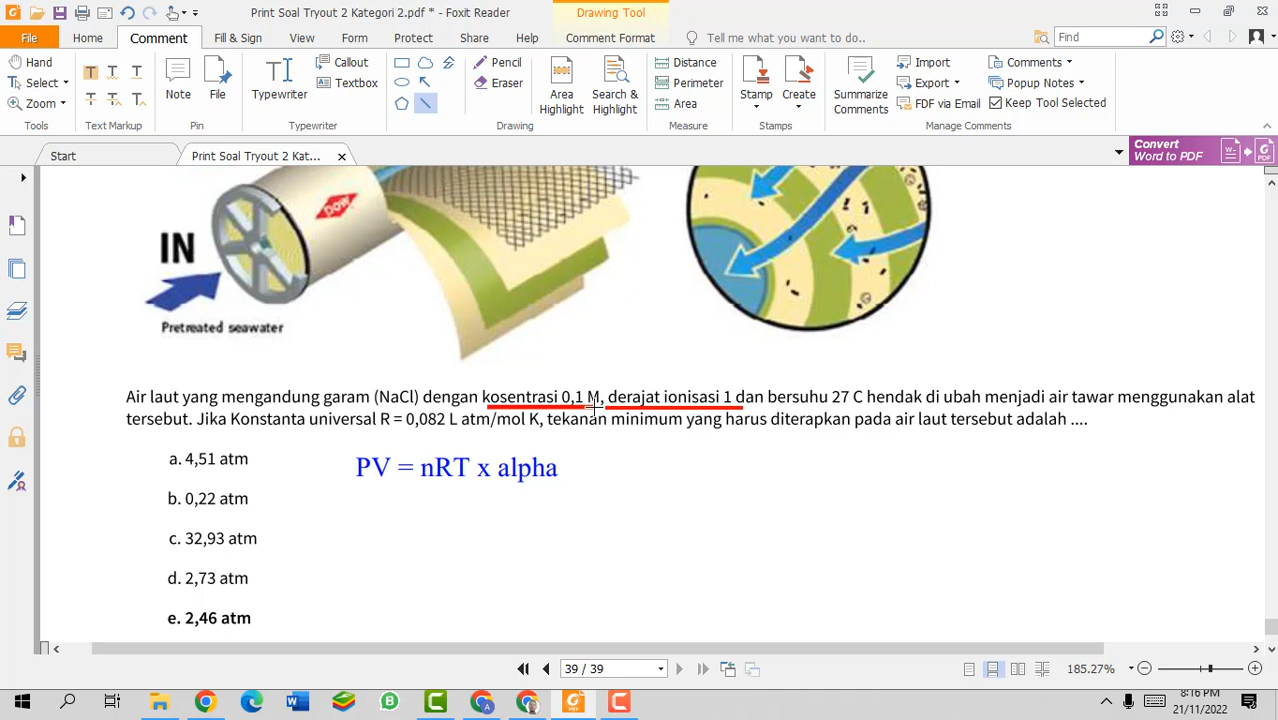 Print Soal Tryout 2 Kategori 2.pdf * - Foxit Reader
Drawing Tool
File
Home
Comment
Fill & Sign
View
Form
Protect
Share
Help
Comment Format
Tell me what you want to do..
Find
Hand
Select
Zoom
Tools
Text Markup
Note
File
Pin
Typewriter
Callout
Textbox
Typewriter
Pencil
Eraser
Area Highlight
Search & Highlight
Drawing
Distance
Perimeter
Area
Measure
Stamp
Create
Stamps
Summarize Comments
Import
Export
FDF via Email
Comments
Popup Notes
Keep Tool Selected
Manage Comments
Start
Print Soal Tryout 2 Kat...
Convert
Word to PDF
DOW
IN
Pretreated seawater
Air laut yang mengandung garam (NaCl) dengan kosentrasi 0,1 M, derajat ionisasi 1 dan bersuhu 27 C hendak di ubah menjadi air tawar menggunakan alat
tersebut. Jika Konstanta universal R = 0,082 L atm/mol K, tekanan minimum yang harus diterapkan pada air laut tersebut adalah ....
a. 4,51 atm
PV = nRT x alpha
b. 0,22 atm
c. 32,93 atm
d. 2,73 atm
e. 2,46 atm
39 / 39
185.27%
8:16 PM
21/11/2022